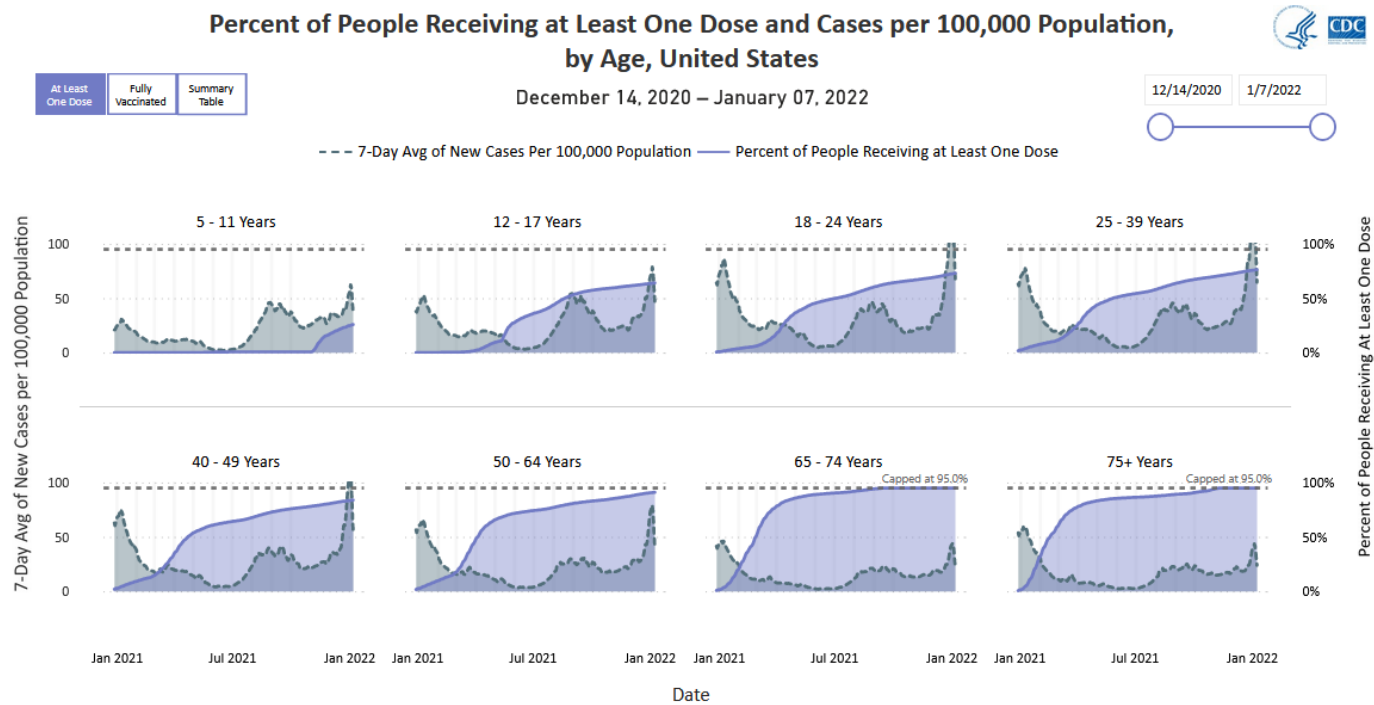 Percent of People Receiving at Least One Dose and Cases per 100,000 Population,
by Age, United States
CDC
At Least
One Dose
Fully
Vaccinated
Summary
Table
December 14, 2020 – January 07, 2022
12/14/2020
1/7/2022
7-Day Avg of New Cases Per 100,000 Population
Percent of People Receiving at Least One Dose
7-Day Avg of New Cases per 100,000 Population
Percent of People Receiving At Least One Dose
5 - 11 Years
12 - 17 Years
18 - 24 Years
25 - 39 Years
100
50
0
100%
50%
0%
40 - 49 Years
50 - 64 Years
65 - 74 Years
75+ Years
Capped at 95.0%
Capped at 95.0%
100
50
0
100%
50%
0%
Jan 2021
Jul 2021
Jan 2022
Jan 2021
Jul 2021
Jan 2022
Jan 2021
Jul 2021
Jan 2022
Jan 2021
Jul 2021
Jan 2022
Date